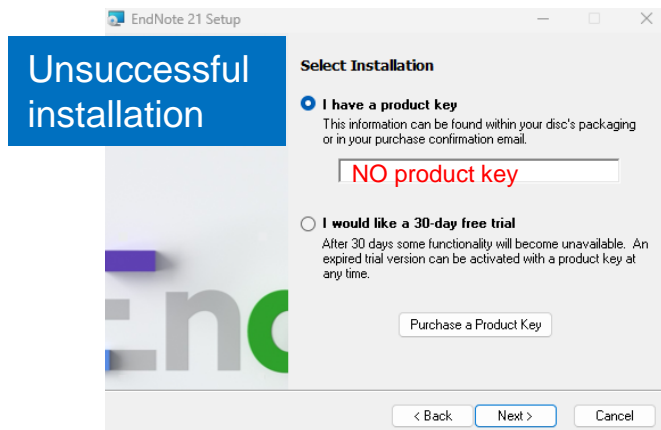 EndNote 21 Setup
Unsuccessful
installation
Select Installation
I have a product key
This information can be found within your disc's packaging
or in your purchase confirmation email.
NO product key
I would like a 30-day free trial
After 30 days some functionality will become unavailable. An
expired trial version can be activated with a product key at
any time.
Purchase a Product Key
< Back
Next >
Cancel